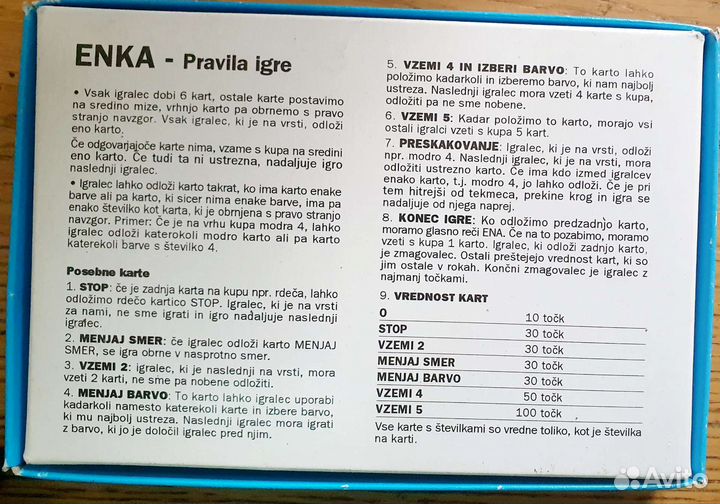 ENKA - Pravila igre
• Vsak igralec dobi 6 kart, ostale karte postavimo
na sredino mize, vrhnjo karto pa obrnemo s pravo
stranjo navzgor. Vsak igralec, ki je na vrsti, odloži
eno karto.
Če odgovarjajoče karte nima, vzame s kupa na sredini
eno karto. Če tudi ta ni ustrezna, nadaljuje igro
naslednji igralec.
• Igralec lahko odloži karto takrat, ko ima karto enake
barve ali pa karto, ki sicer nima enake barve, ima pa
enako število kot karta, ki je obrnjena s pravo stranjo
navzgor. Primer: Če je na vrhu kupa modra 4, lahko
igralec odloži katerokoli modro karto ali pa karto
katerekoli barve s številko 4.
Posebne karte
1. STOP: če je zadnja karta na kupu npr. rdeča, lahko
odložimo rdečo kartico STOP. Igralec, ki je na vrsti
za nami, ne sme igrati in igro nadaljuje naslednji
igralec.
2. MENJAJ SMER: če igralec odloži karto MENJAJ
SMER, se igra obrne v nasprotno smer.
3. VZEMI 2: igralec, ki je naslednji na vrsti, mora
vzeti 2 karti, ne sme pa nobene odložiti.
4. MENJAJ BARVO: To karto lahko igralec uporabi
kadarkoli namesto katerekoli karte in izbere barvo,
ki mu najbolj ustreza. Naslednji igralec mora igrati
z barvo, ki jo je določil igralec pred njim.
5. VZEMI 4 IN IZBERI BARVO: To karto lahko
položimo kadarkoli in izberemo barvo, ki nam najbolj
ustreza. Naslednji igralec mora vzeti 4 karte s kupa,
odložiti pa ne sme nobene.
6. VZEMI 5: Kadar položimo to karto, morajo vsi
ostali igralci vzeti s kupa 5 kart.
7. PRESKAKOVANJE: Igralec, ki je na vrsti, odloži
npr. modro 4. Naslednji igralec, ki je na vrsti, mora
odložiti ustrezno karto. Če ima kdo izmed igralcev
enako karto, t.j. modro 4, jo lahko odloži. Če je pri
tem hitrejši od tekmeca, prekine krog in igra se
nadaljuje od njega naprej.
8. KONEC IGRE: Ko odložimo predzadnjo karto,
moramo glasno reči ENA. Če na to pozabimo, moramo
vzeti s kupa 1 karto. Igralec, ki odloži zadnjo karto,
je zmagovalec. Ostali preštejejo vrednost kart, ki so
jim ostale v rokah. Končni zmagovalec je igralec z
najmanj točkami.
9. VREDNOST KART
0 10 točk
STOP 30 točk
VZEMI 2 30 točk
MENJAJ SMER 30 točk
MENJAJ BARVO 30 točk
VZEMI 4 50 točk
VZEMI 5 100 točk
Vse karte s številkami so vredne toliko, kot je številka
na karti.
Avito